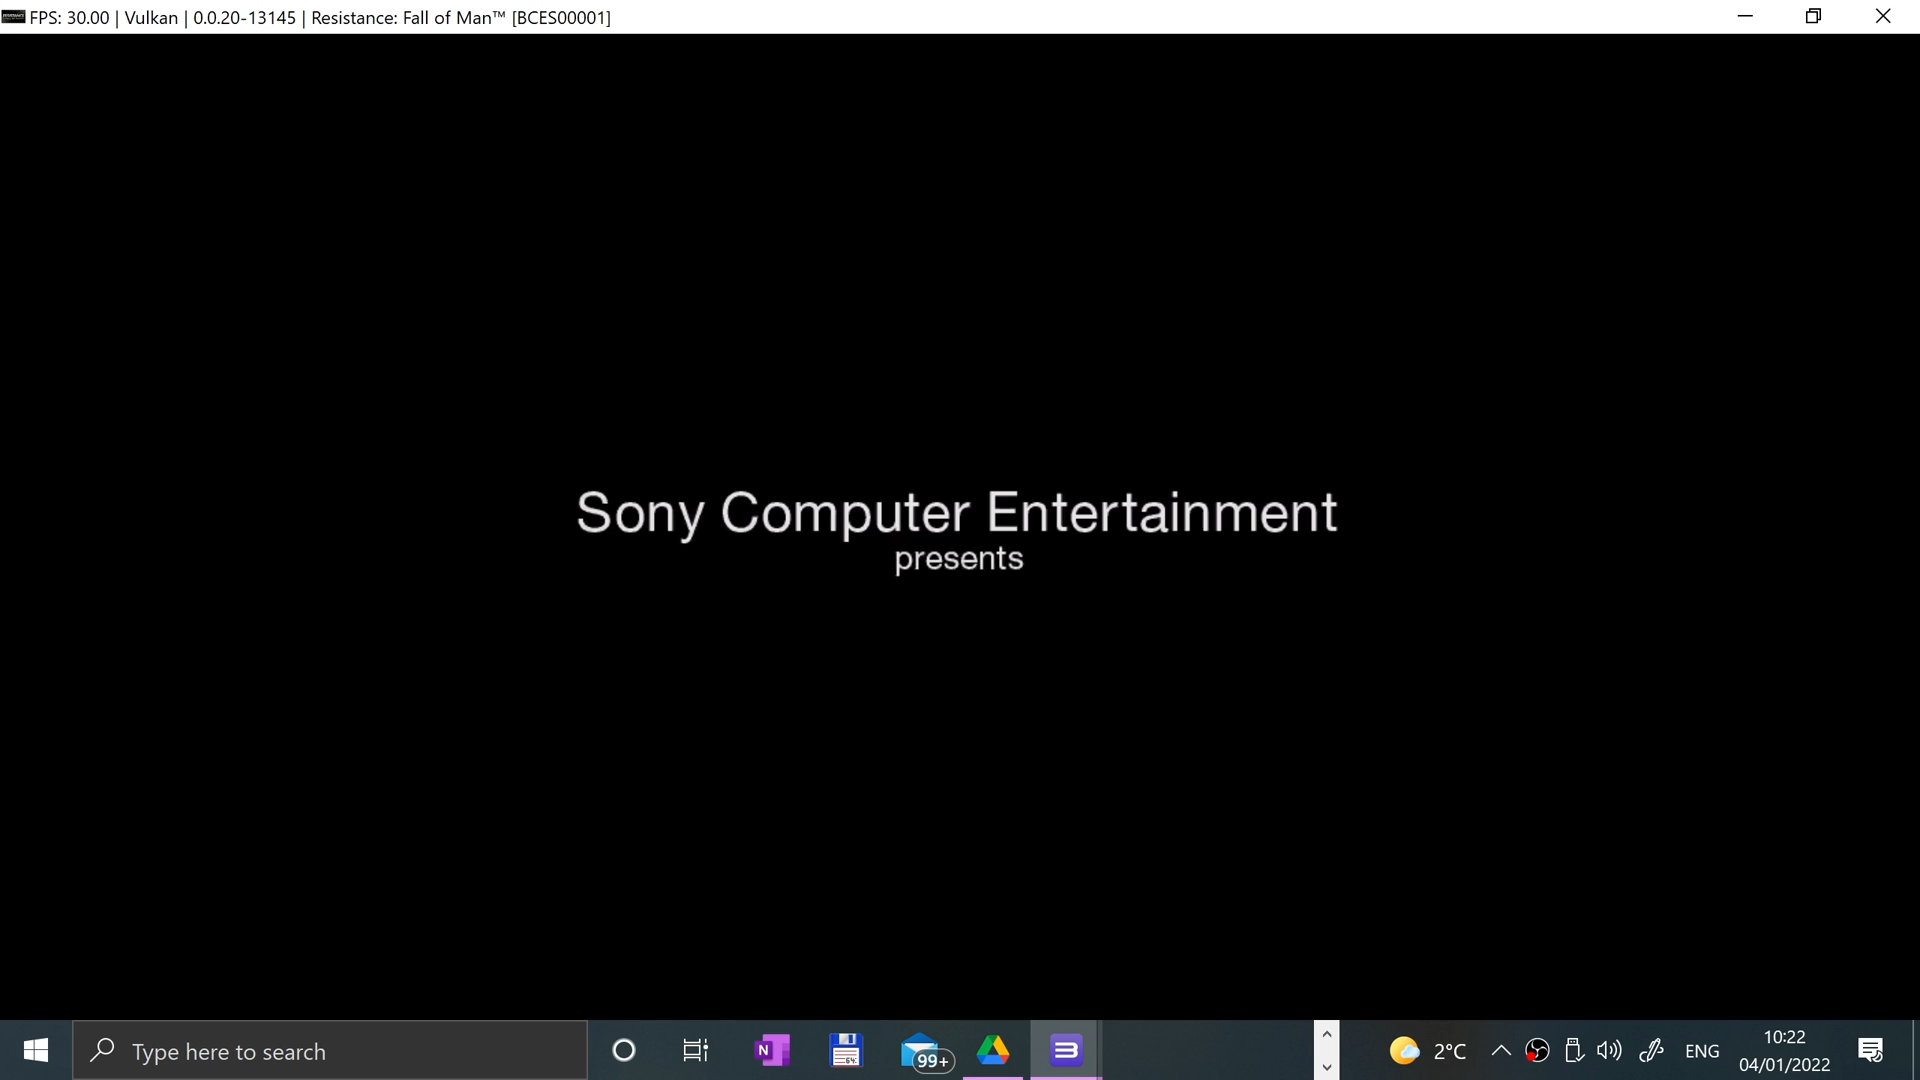 FPS: 30.00 | Vulkan | 0.0.20-13145 | Resistance: Fall of Man™ [BCES00001]
Sony Computer Entertainment
presents
Type here to search
N
64
99+
2°C
ENG
10:22
04/01/2022